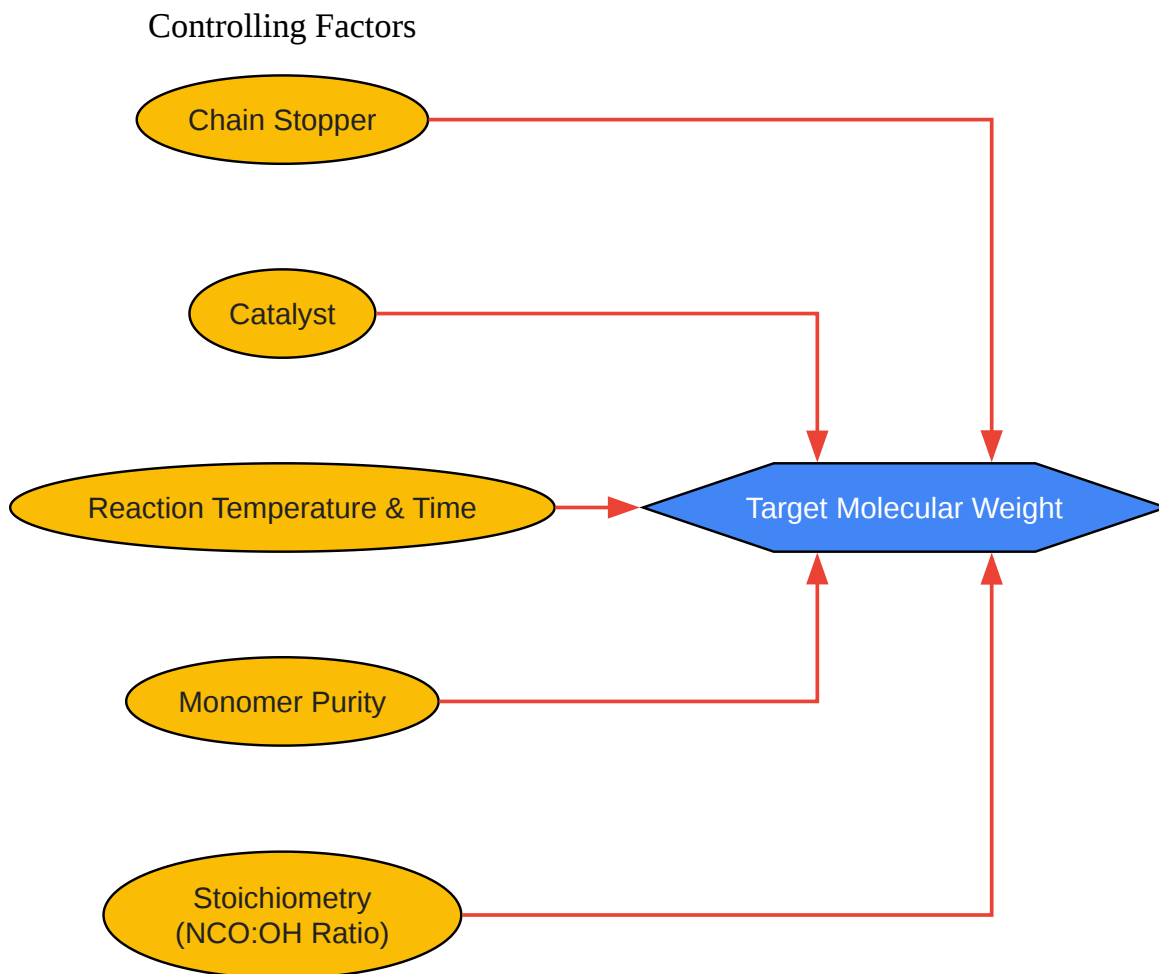 Controlling Factors
Chain Stopper
Catalyst
Reaction Temperature & Time
Target Molecular Weight
Monomer Purity
Stoichiometry
(NCO:OH Ratio)